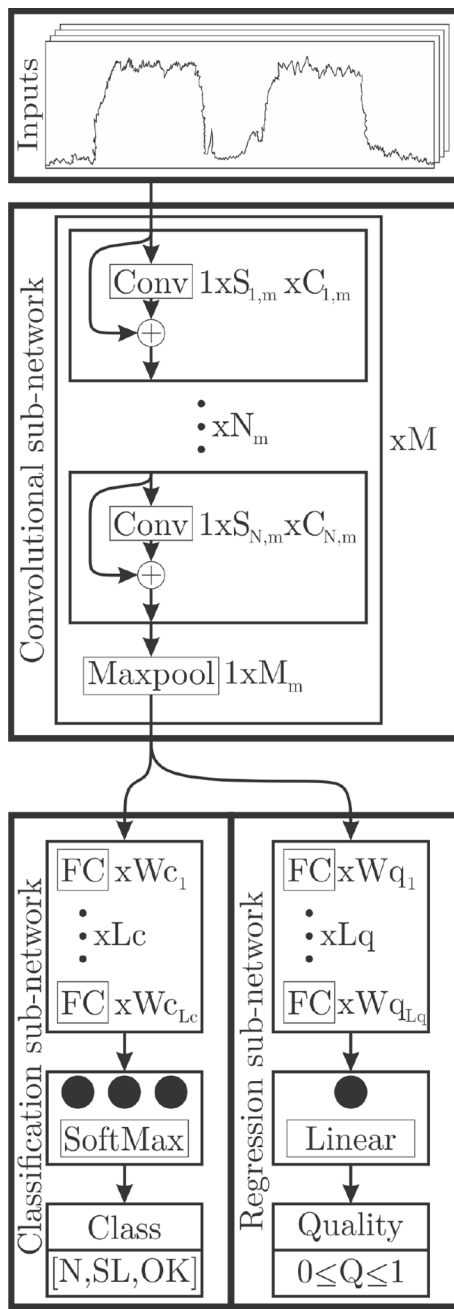 Inputs
Convolutional sub-network
Conv 1xS1,m xC1,m
+
xNm
xM
Conv 1xSN,mxCN,m
+
Maxpool 1xMm
Classification sub-network
FC xWc1
xLc
FC xWcLc
SoftMax
Class
[N,SL,OK]
Regression sub-network
FC xWq1
xLq
FC xWqLq
Linear
Quality
0≤Q≤1